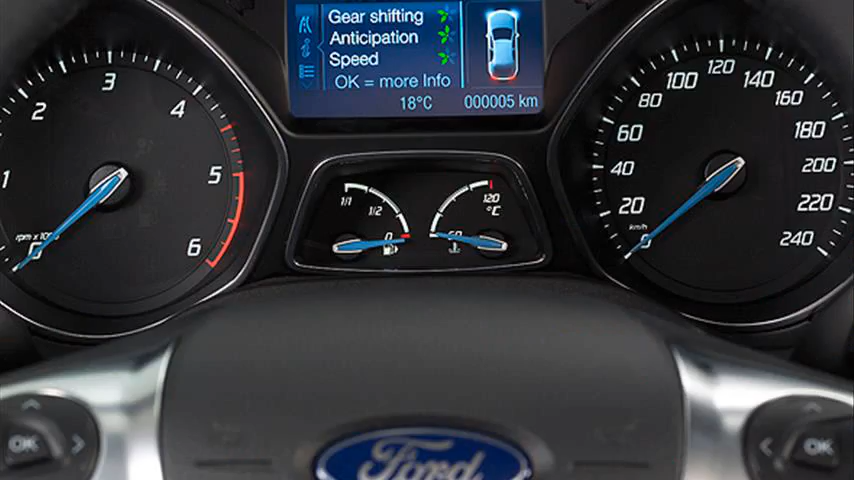 Gear shifting
Anticipation
Speed
OK = more Info
18°C 000005 km
1 2 3 4 5 6
0
1/1 1/2 0
60 120
°C
0 20 40 60 80 100 120 140 160 180 200 220 240
km/h
OK
OK
Ford